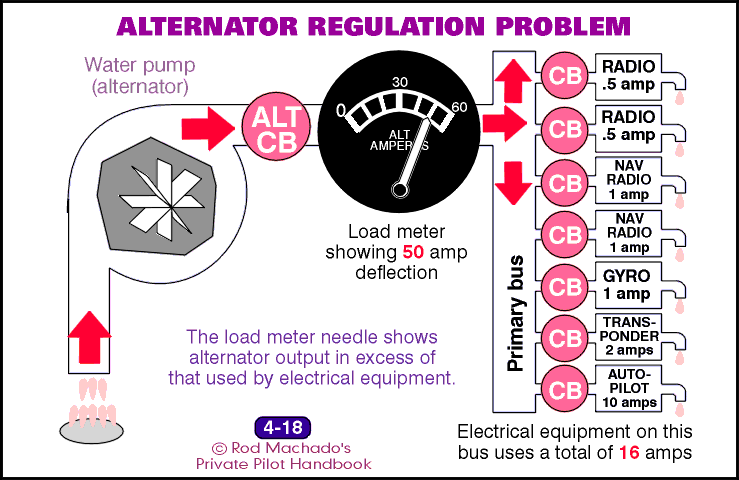 ALTERNATOR REGULATION PROBLEM
Water pump
(alternator)
ALT
CB
0
30
60
ALT
AMPERES
Load meter
showing 50 amp
deflection
Primary bus
CB
RADIO
.5 amp
CB
RADIO
.5 amp
CB
NAV
RADIO
1 amp
CB
NAV
RADIO
1 amp
CB
GYRO
1 amp
CB
TRANS-
PONDER
2 amps
CB
AUTO-
PILOT
10 amps
The load meter needle shows
alternator output in excess of
that used by electrical equipment.
4-18
© Rod Machado's
Private Pilot Handbook
Electrical equipment on this
bus uses a total of 16 amps